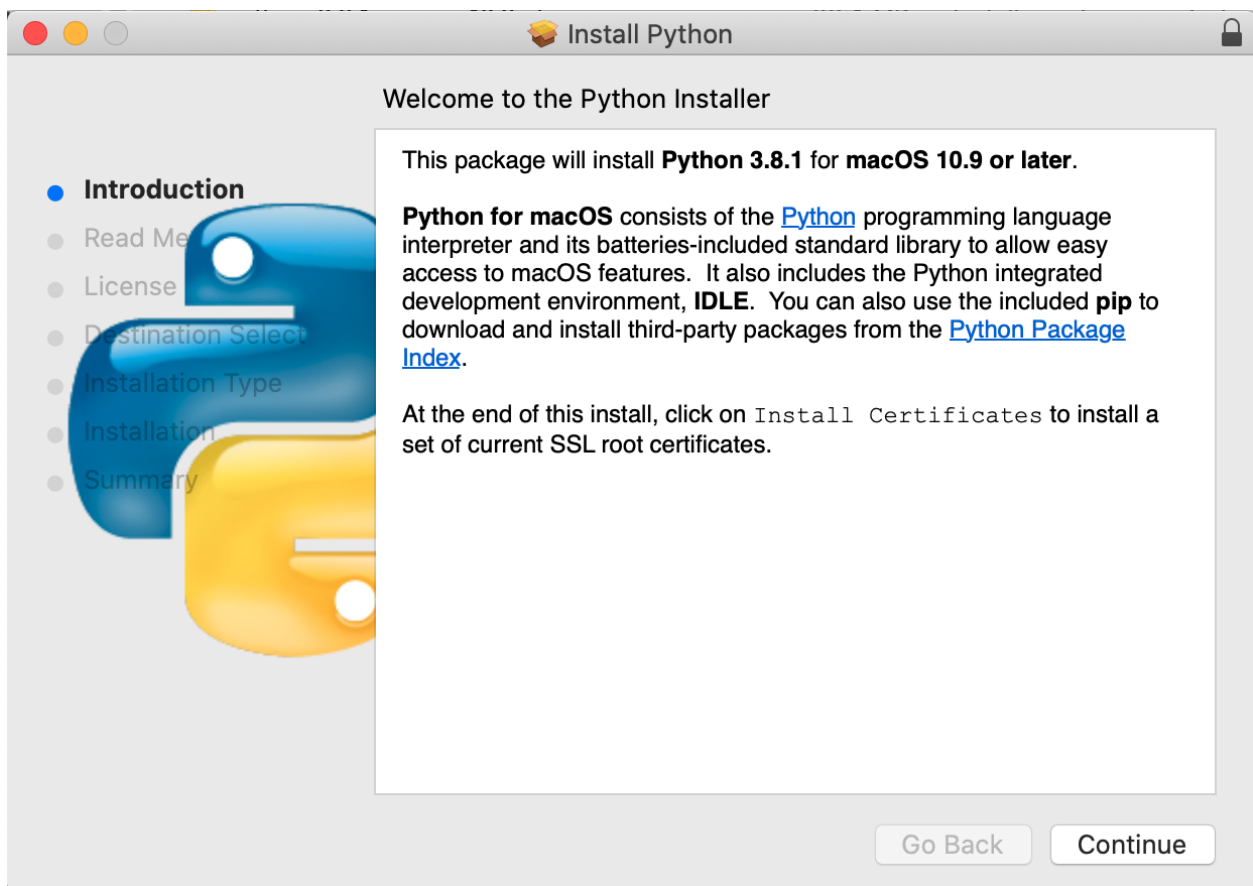 Install Python
Welcome to the Python Installer
Introduction
Read Me
License
Destination Select
Installation Type
Installation
Summary
This package will install Python 3.8.1 for macOS 10.9 or later.
Python for macOS consists of the Python programming language
interpreter and its batteries-included standard library to allow easy
access to macOS features.  It also includes the Python integrated
development environment, IDLE.  You can also use the included pip to
download and install third-party packages from the Python Package
Index.
At the end of this install, click on Install Certificates to install a
set of current SSL root certificates.
Go Back
Continue